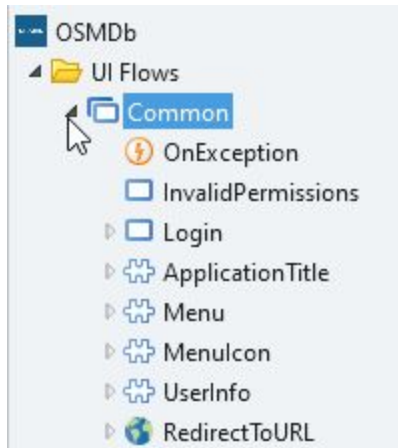 OSMDb
UI Flows
Common
OnException
InvalidPermissions
Login
ApplicationTitle
Menu
MenuIcon
UserInfo
RedirectToURL